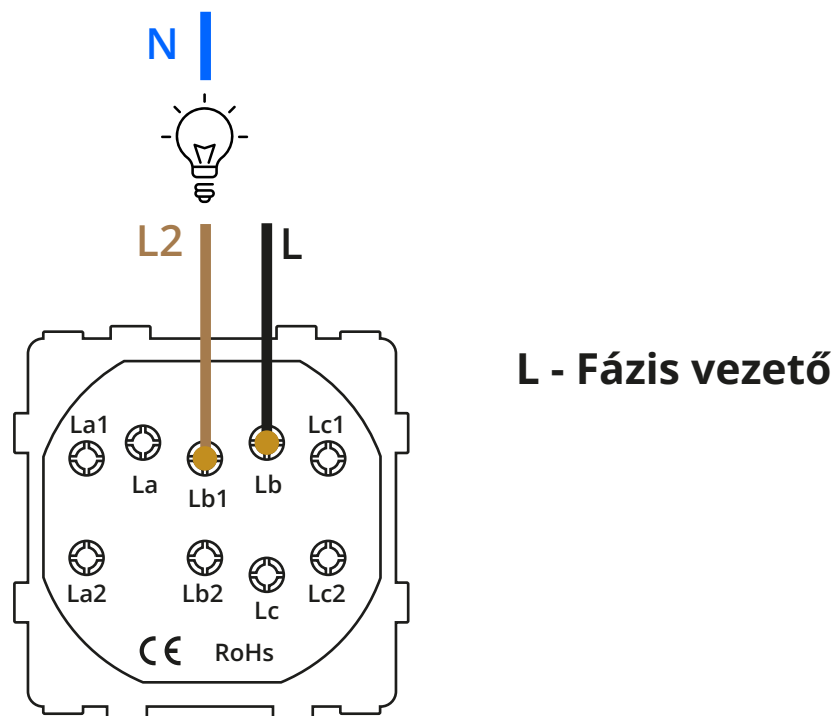 N
L2 L
L - Fázis vezető
La1 Lc1
La Lb1 Lb
La2 Lb2 Lc Lc2
CE RoHs